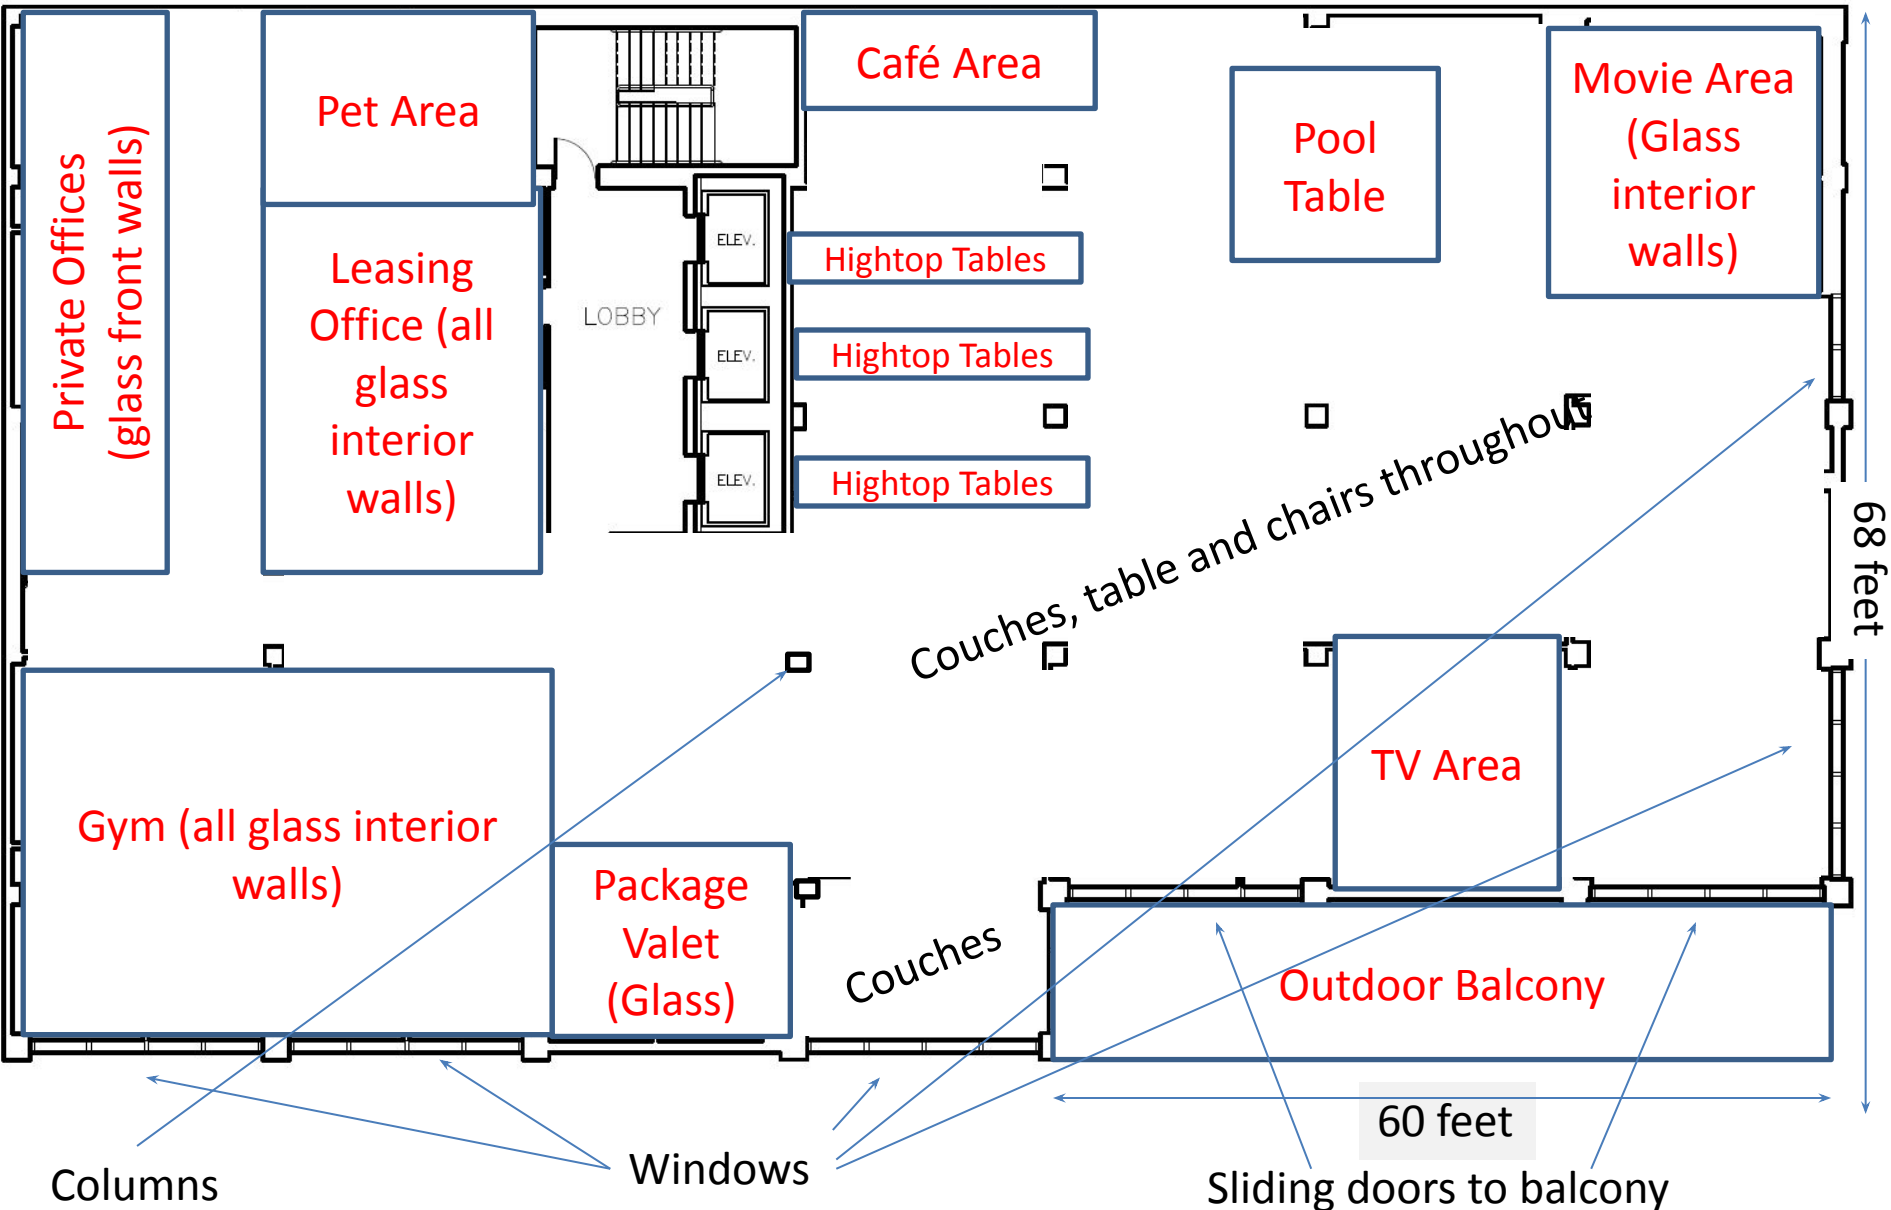 Private Offices
(glass front walls)
Pet Area
Café Area
Pool
Table
Movie Area
(Glass
interior
walls)
Leasing
Office (all
glass
interior
walls)
LOBBY
ELEV.
ELEV.
ELEV.
Hightop Tables
Hightop Tables
Hightop Tables
Couches, table and chairs throughout
68 feet
TV Area
Gym (all glass interior
walls)
Package
Valet
(Glass)
Couches
Outdoor Balcony
60 feet
Columns
Windows
Sliding doors to balcony